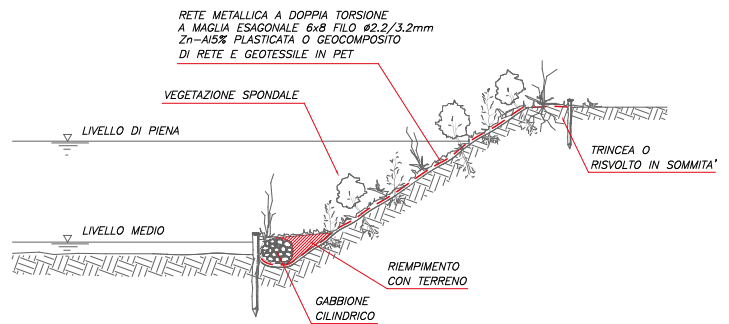 RETE METALLICA A DOPPIA TORSIONE
A MAGLIA ESAGONALE 6x8 FILO ø2.2/3.2mm
Zn-Al5% PLASTICATA O GEOCOMPOSITO
DI RETE E GEOTESSILE IN PET
VEGETAZIONE SPONDALE
LIVELLO DI PIENA
TRINCEA O
RISVOLTO IN SOMMITA'
LIVELLO MEDIO
RIEMPIMENTO
CON TERRENO
GABBIONE
CILINDRICO